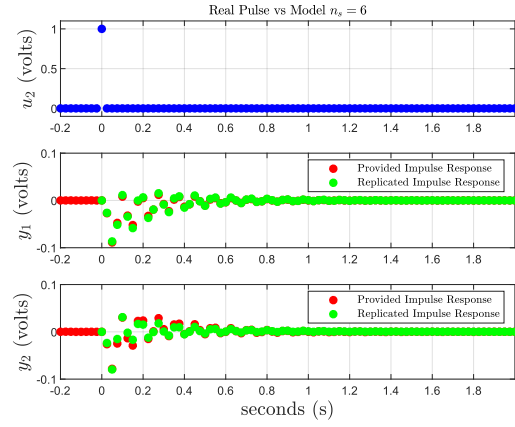 Real Pulse vs Model n_s = 6
u_2 (volts)
1
0.5
0
-0.2 0 0.2 0.4 0.6 0.8 1 1.2 1.4 1.6 1.8
y_1 (volts)
0.1
0
-0.1
Provided Impulse Response
Replicated Impulse Response
-0.2 0 0.2 0.4 0.6 0.8 1 1.2 1.4 1.6 1.8
y_2 (volts)
0.1
0
-0.1
Provided Impulse Response
Replicated Impulse Response
-0.2 0 0.2 0.4 0.6 0.8 1 1.2 1.4 1.6 1.8
seconds (s)